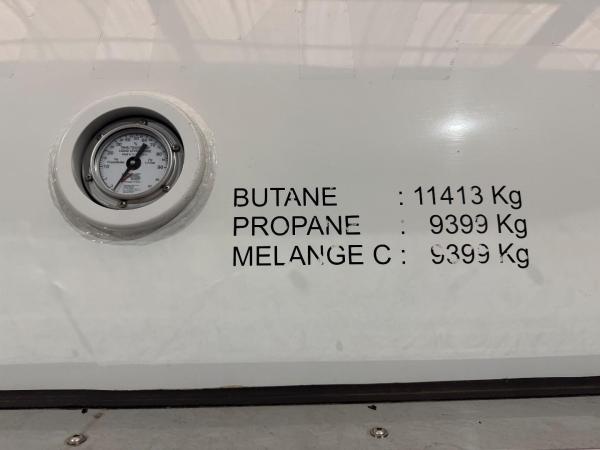 BUTANE : 11413 Kg
PROPANE : 9399 Kg
MELANGE C : 9399 Kg